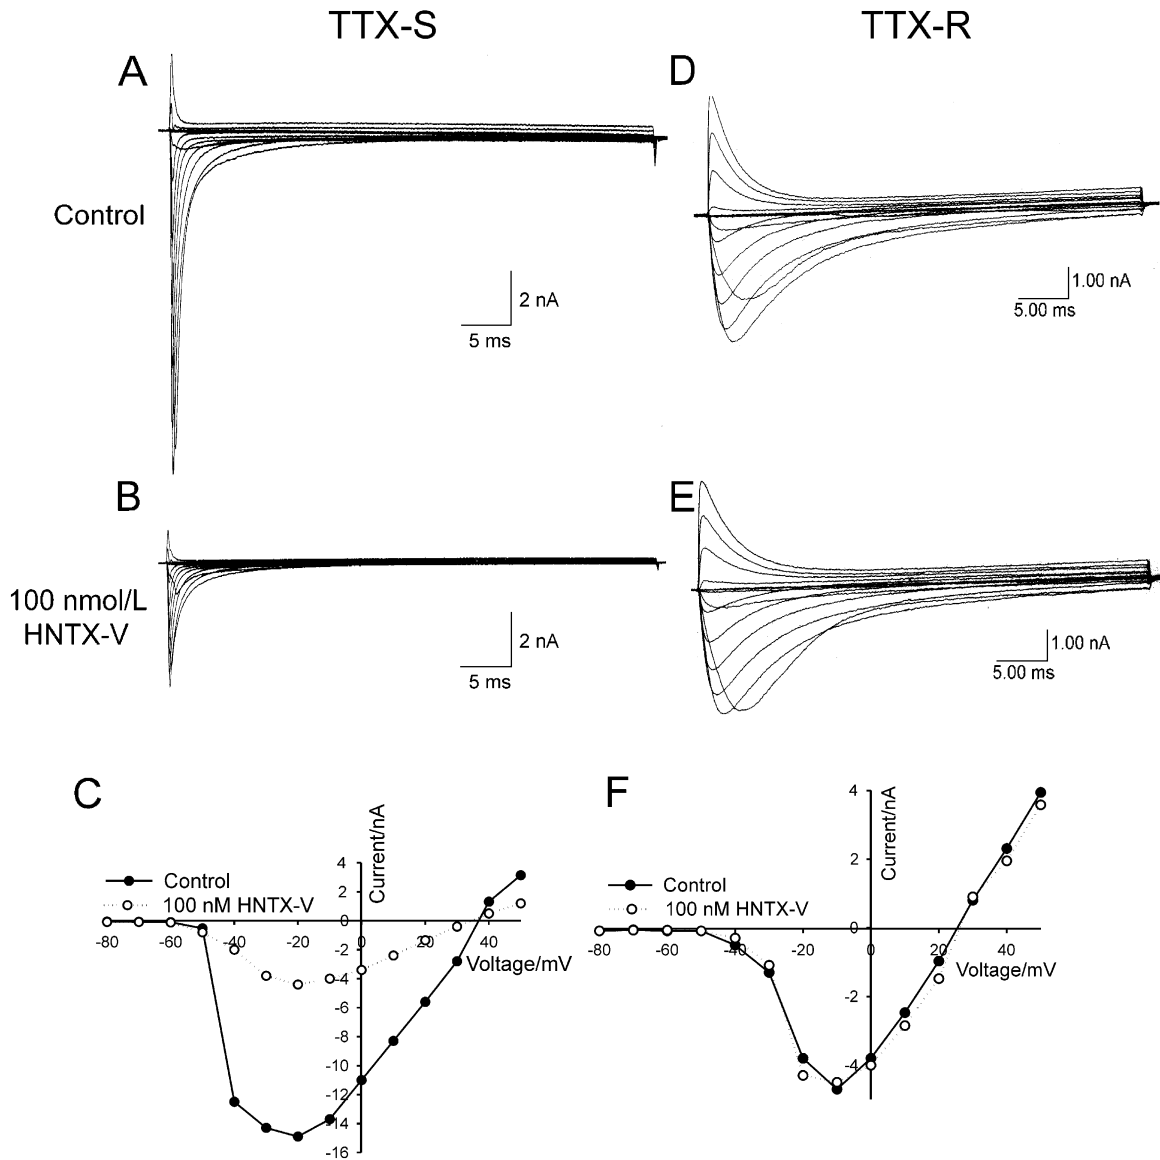 TTX-S
TTX-R
A
D
Control
2 nA
5 ms
1.00 nA
5.00 ms
B
E
100 nmol/L
HNTX-V
2 nA
5 ms
1.00 nA
5.00 ms
C
Current/nA
4
2
0
-2
-4
-6
-8
-10
-12
-14
-16
Control
100 nM HNTX-V
-80
-60
-40
-20
0
20
40
Voltage/mV
F
Current/nA
4
2
0
-2
-4
Control
100 nM HNTX-V
-80
-60
-40
-20
0
20
40
Voltage/mV